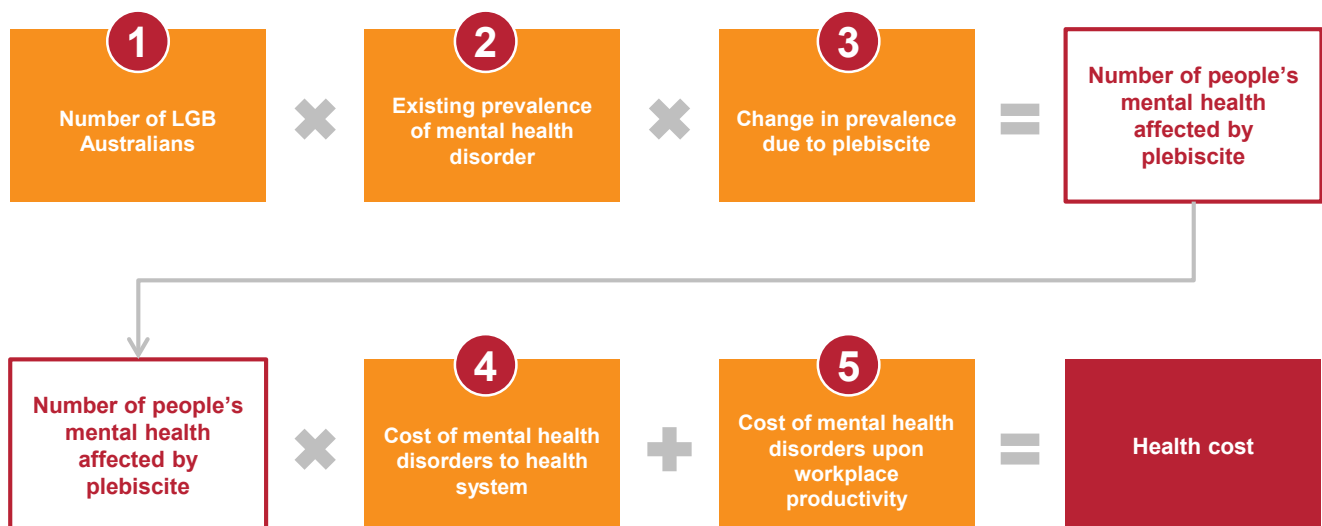 1
Number of LGB
Australians
2
Existing prevalence
of mental health
disorder
3
Change in prevalence
due to plebiscite
Number of people’s
mental health
affected by
plebiscite
Number of people’s
mental health
affected by
plebiscite
4
Cost of mental health
disorders to health
system
5
Cost of mental health
disorders upon
workplace
productivity
Health cost